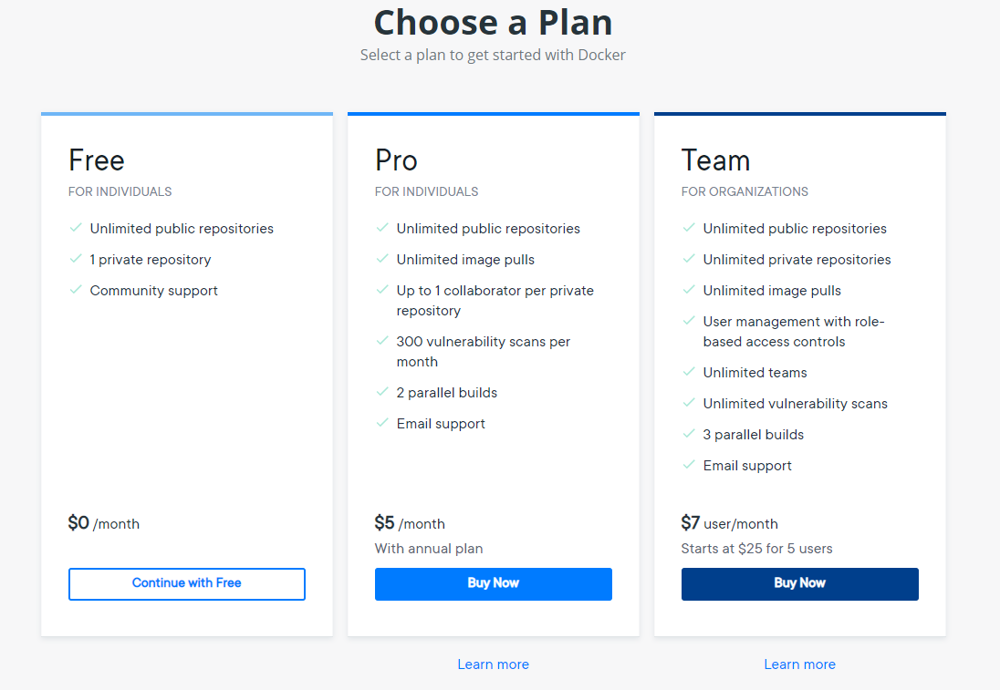 Choose a Plan
Select a plan to get started with Docker
Free
FOR INDIVIDUALS
Unlimited public repositories
1 private repository
Community support
$0 /month
Continue with Free
Pro
FOR INDIVIDUALS
Unlimited public repositories
Unlimited image pulls
Up to 1 collaborator per private
repository
300 vulnerability scans per
month
2 parallel builds
Email support
$5 /month
With annual plan
Buy Now
Learn more
Team
FOR ORGANIZATIONS
Unlimited public repositories
Unlimited private repositories
Unlimited image pulls
User management with role-
based access controls
Unlimited teams
Unlimited vulnerability scans
3 parallel builds
Email support
$7 user/month
Starts at $25 for 5 users
Buy Now
Learn more